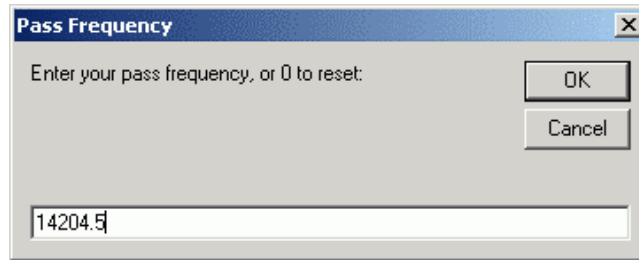 Pass Frequency
Enter your pass frequency, or 0 to reset:
OK
Cancel
14204.5